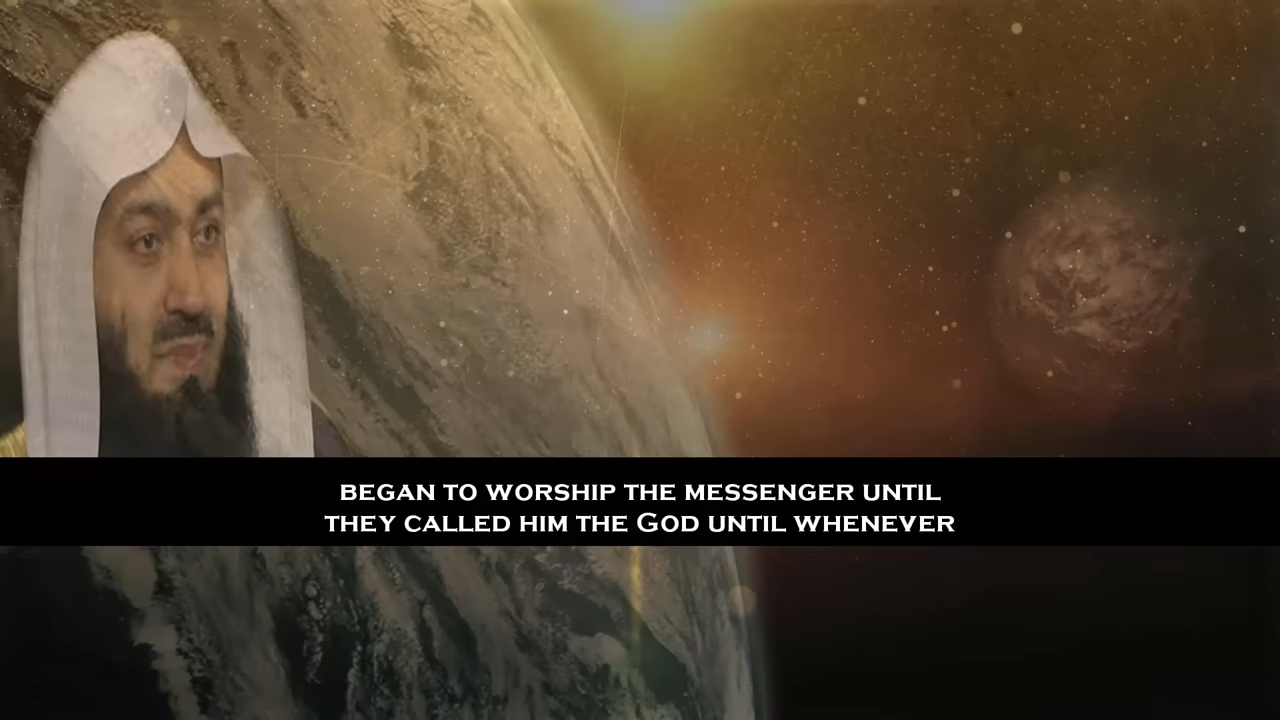 BEGAN TO WORSHIP THE MESSENGER UNTIL
THEY CALLED HIM THE GOD UNTIL WHENEVER